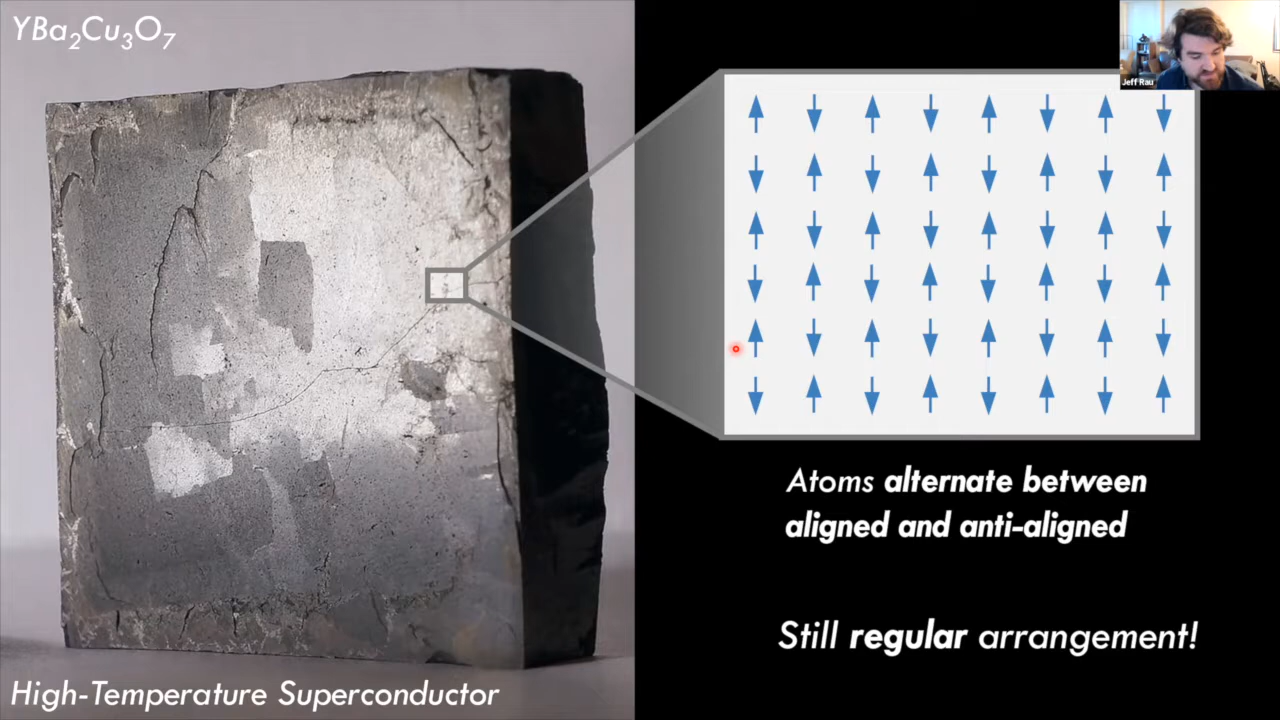 YBa₂Cu₃O₇
Jeff Rau
Atoms alternate between
aligned and anti-aligned
Still regular arrangement!
High-Temperature Superconductor